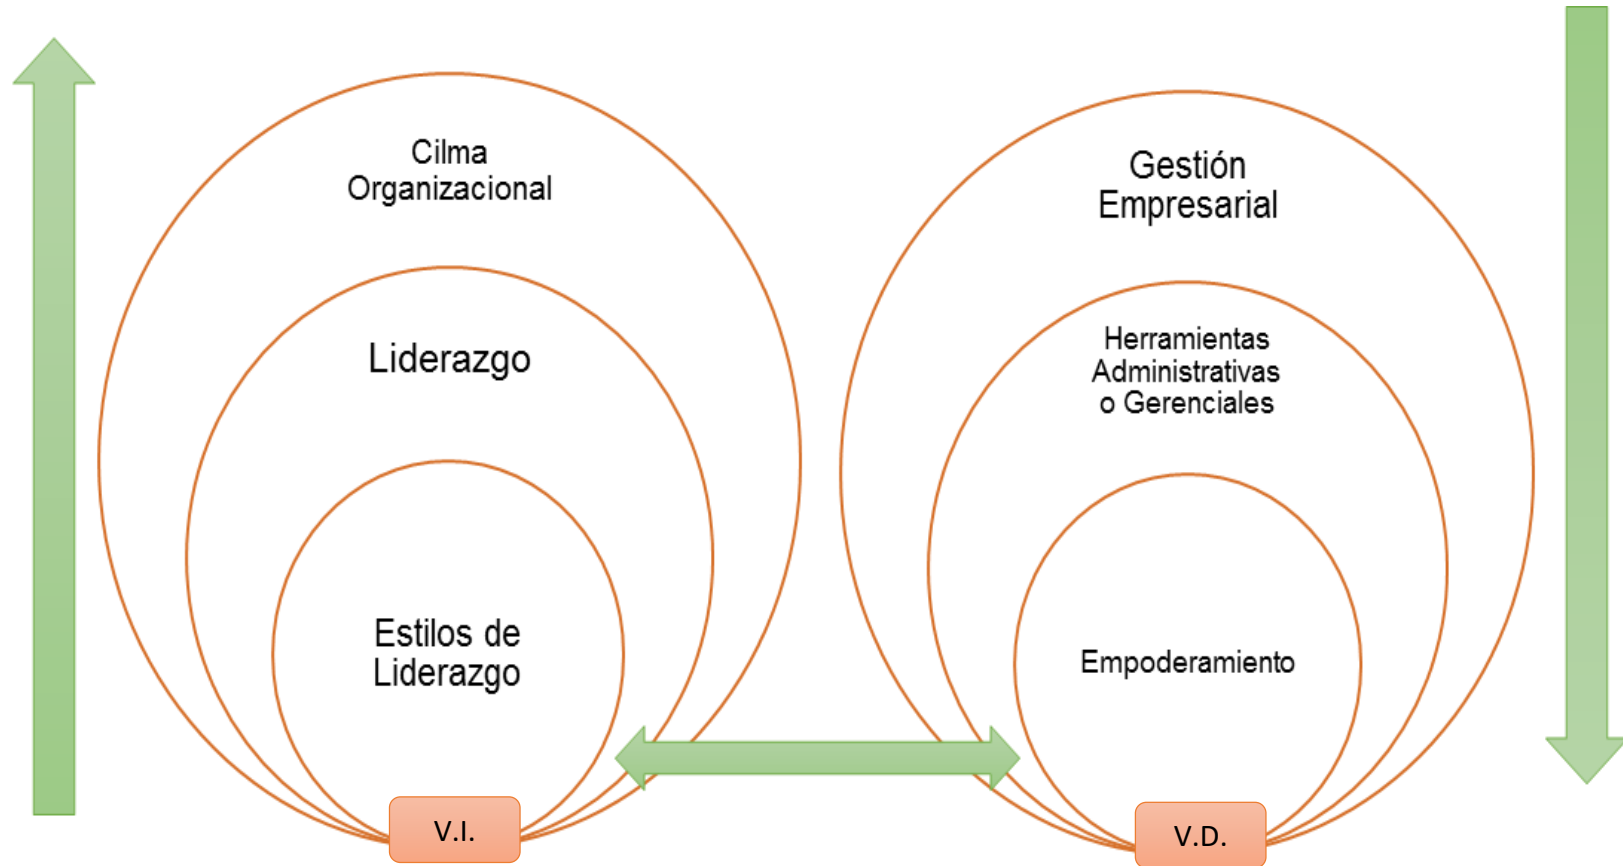 Cilma
Organizacional
Liderazgo
Estilos de
Liderazgo
V.I.
Gestión
Empresarial
Herramientas
Administrativas
o Gerenciales
Empoderamiento
V.D.